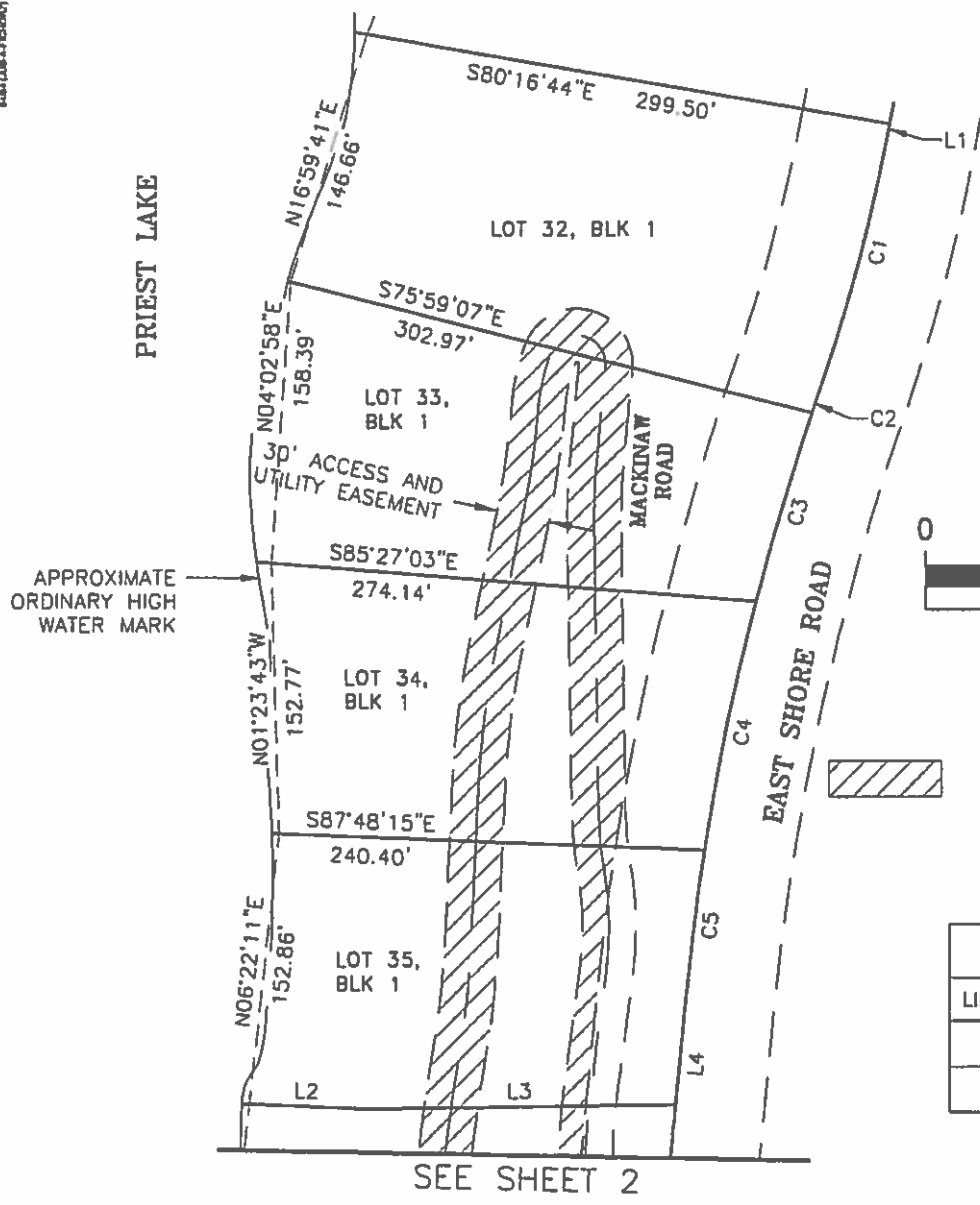 S80°16'44"E 299.50'
L1
N16°59'41"E
146.66'
PRIEST LAKE
LOT 32, BLK 1
C1
S75°59'07"E
302.97'
N04°02'58"E
158.39'
LOT 33,
BLK 1
C2
30' ACCESS AND
UTILITY EASEMENT
MACKINAW
ROAD
C3
0
S85°27'03"E
274.14'
APPROXIMATE
ORDINARY HIGH
WATER MARK
EAST SHORE ROAD
N01°23'43"W
152.77'
LOT 34,
BLK 1
C4
S87°48'15"E
240.40'
N06°22'11"E
152.86'
LOT 35,
BLK 1
C5
LI
L2
L3
L4
SEE SHEET 2